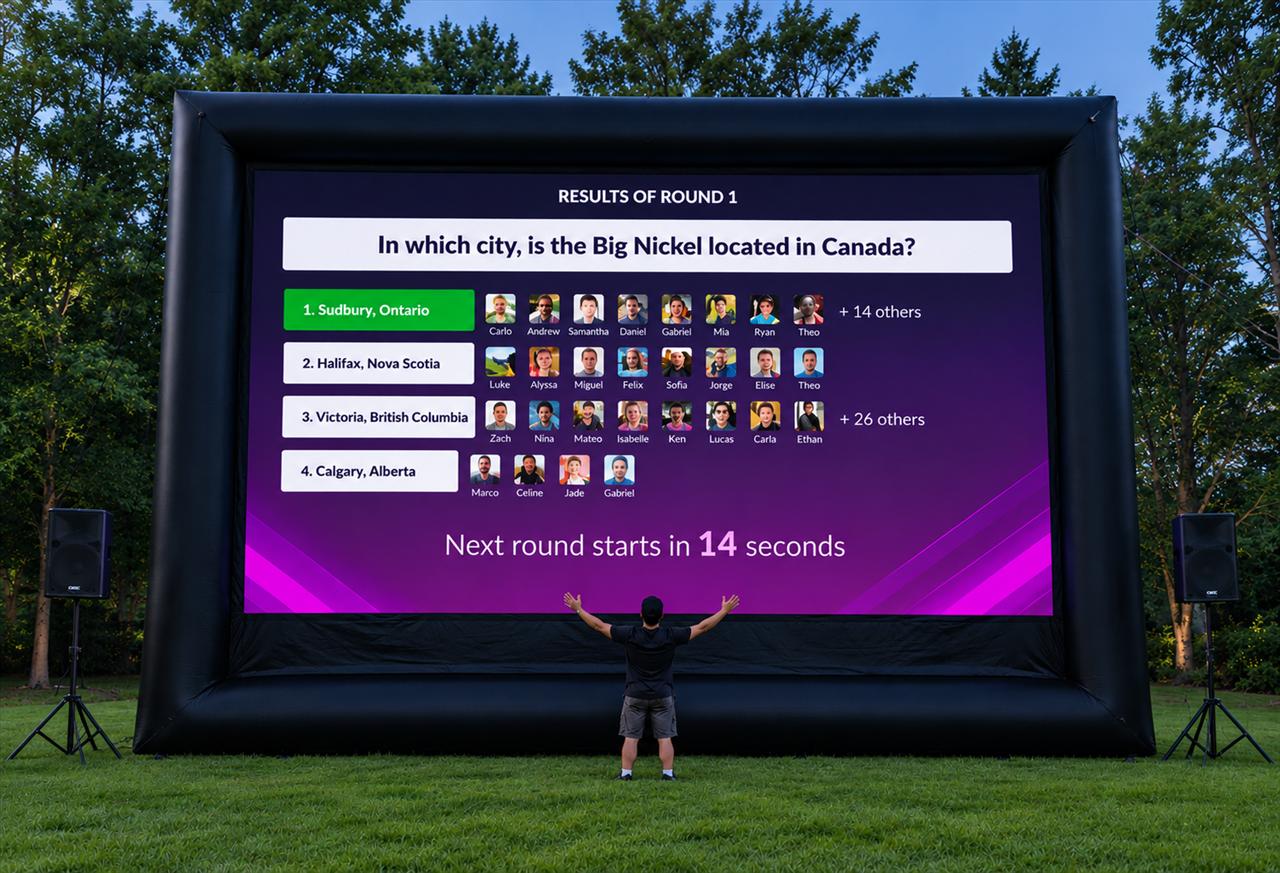 RESULTS OF ROUND 1
In which city, is the Big Nickel located in Canada?
1. Sudbury, Ontario
Carlo Andrew Samantha Daniel Gabriel Mia Ryan Theo + 14 others
2. Halifax, Nova Scotia
Luke Alyssa Miguel Felix Sofia Jorge Elise Theo
3. Victoria, British Columbia
Zach Nina Mateo Isabelle Ken Lucas Carla Ethan + 26 others
4. Calgary, Alberta
Marco Celine Jade Gabriel
Next round starts in 14 seconds